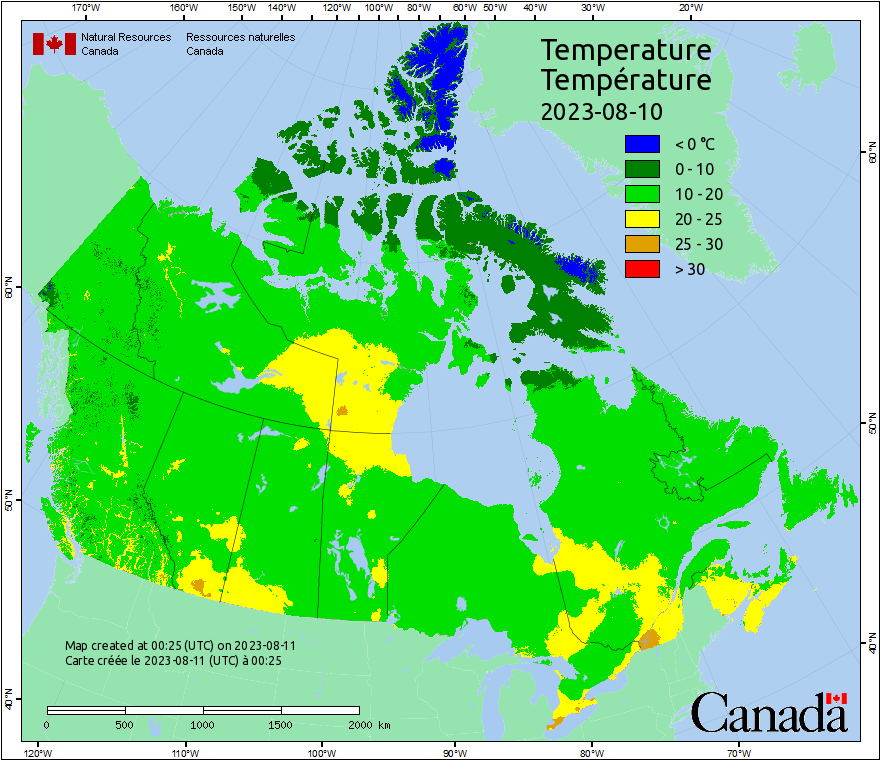 170°W 160°W 150°W 140°W 130°W 120°W 110°W 100°W 80°W 60°W 50°W 40°W 30°W 20°W
Natural Resources Ressources naturelles
Canada Canada
Temperature
Température
2023-08-10
< 0 °C
0 - 10
10 - 20
20 - 25
25 - 30
> 30
60°N
60°N
50°N
50°N
40°N
40°N
Map created at 00:25 (UTC) on 2023-08-11
Carte créée le 2023-08-11 (UTC) à 00:25
0 500 1000 1500 2000 km
Canada
120°W 110°W 100°W 90°W 80°W 70°W